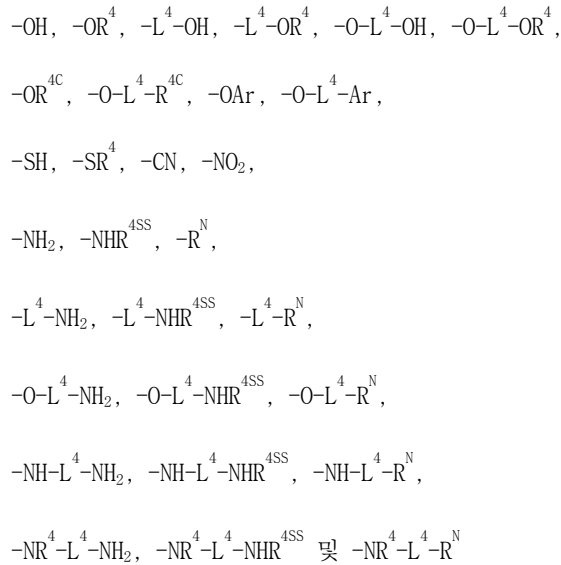 -OH, -OR⁴, -L⁴-OH, -L⁴-OR⁴, -O-L⁴-OH, -O-L⁴-OR⁴,
-OR⁴ᶜ, -O-L⁴-R⁴ᶜ, -OAr, -O-L⁴-Ar,
-SH, -SR⁴, -CN, -NO₂,
-NH₂, -NHR⁴ˢˢ, -Rᴺ,
-L⁴-NH₂, -L⁴-NHR⁴ˢˢ, -L⁴-Rᴺ,
-O-L⁴-NH₂, -O-L⁴-NHR⁴ˢˢ, -O-L⁴-Rᴺ,
-NH-L⁴-NH₂, -NH-L⁴-NHR⁴ˢˢ, -NH-L⁴-Rᴺ,
-NR⁴-L⁴-NH₂, -NR⁴-L⁴-NHR⁴ˢˢ 및 -NR⁴-L⁴-Rᴺ